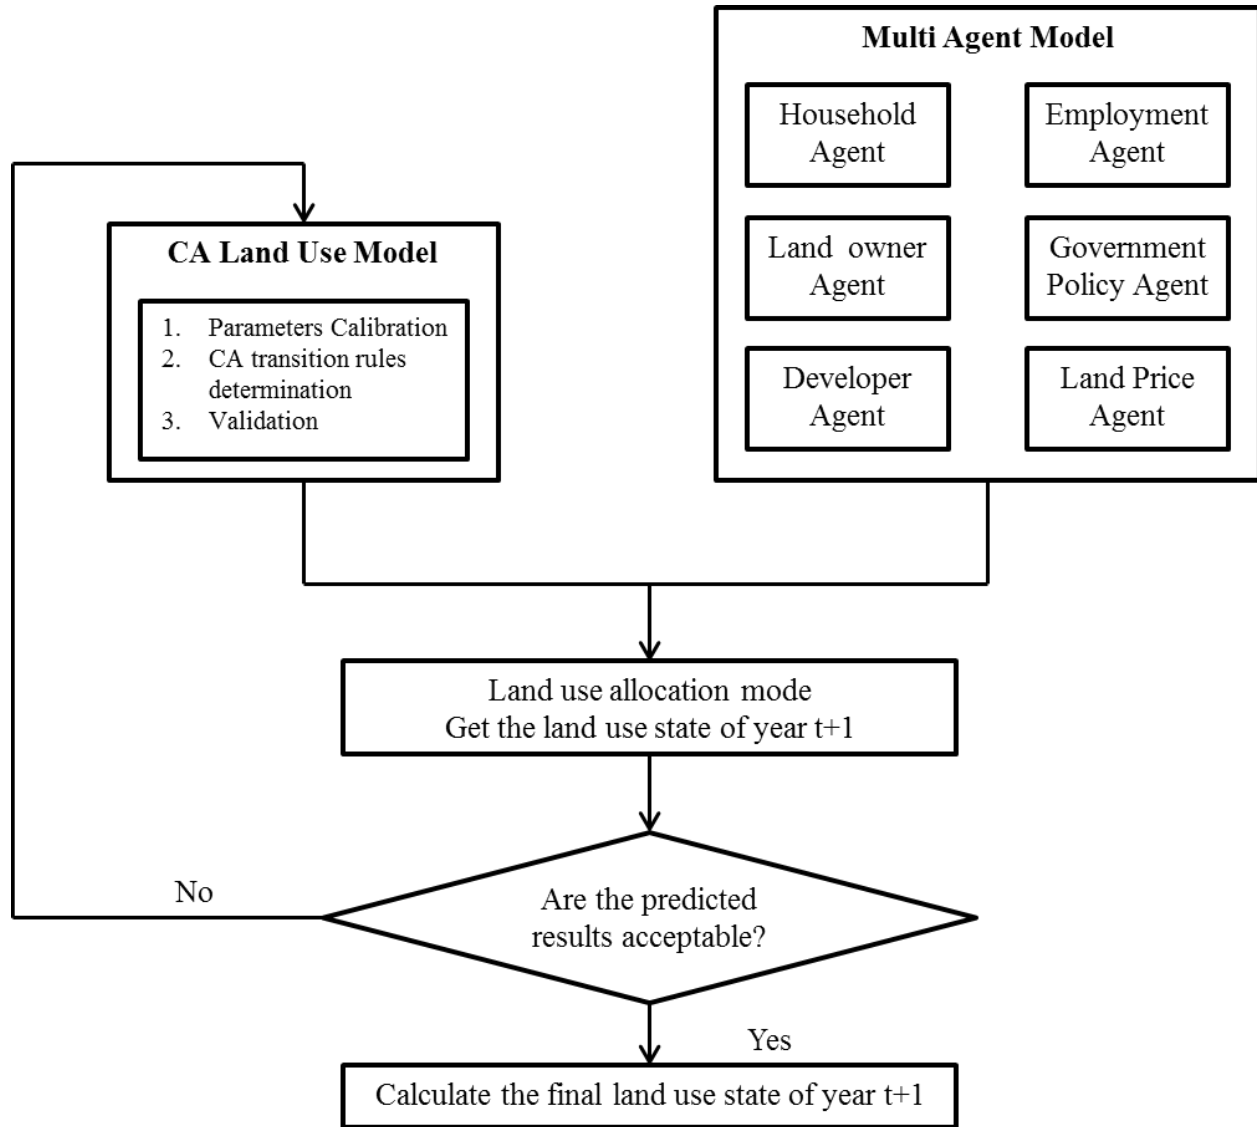 Multi Agent Model
Household
Agent
Employment
Agent
Land owner
Agent
Government
Policy Agent
Developer
Agent
Land Price
Agent
CA Land Use Model
1. Parameters Calibration
2. CA transition rules
determination
3. Validation
Land use allocation mode
Get the land use state of year t+1
Are the predicted
results acceptable?
No
Yes
Calculate the final land use state of year t+1